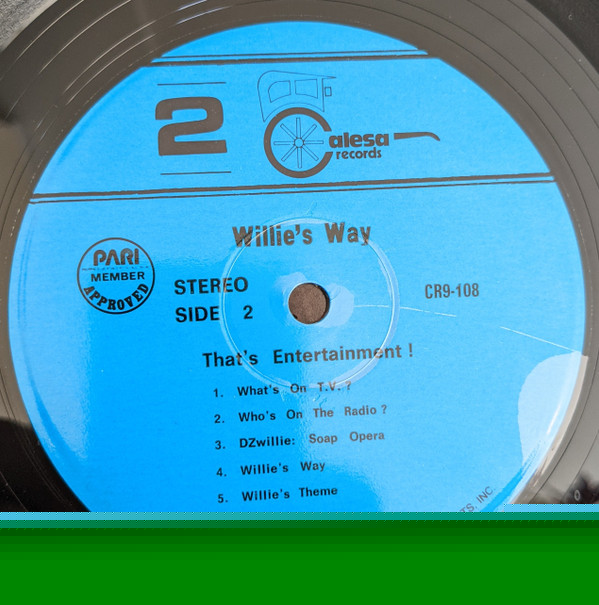 2
Calesa
records
Willie's Way
PARI
MEMBER
APPROVED
STEREO
SIDE 2
CR9-108
That's Entertainment !
1. What's On T.V. ?
2. Who's On The Radio ?
3. DZwillie: Soap Opera
4. Willie's Way
5. Willie's Theme
INC.